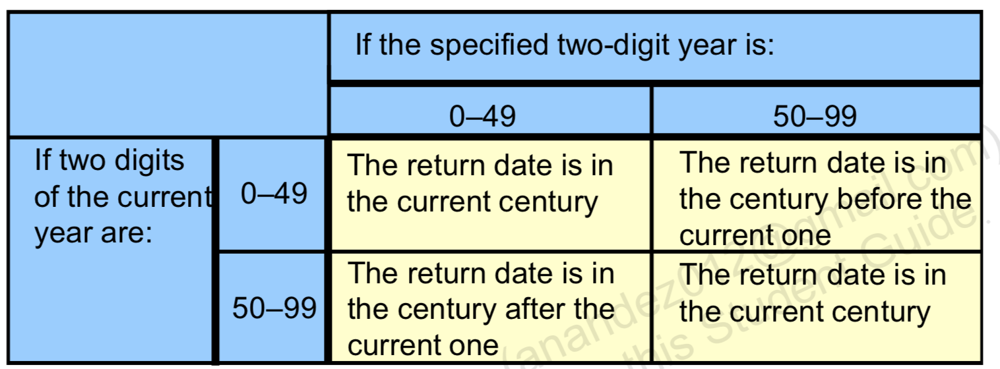 If the specified two-digit year is:
0–49
50–99
If two digits
of the current
year are:
0–49
The return date is in
the current century
The return date is in
the century before the
current one
50–99
The return date is in
the century after the
current one
The return date is in
the current century
(anandez012@gmail com)
this Student Guide.